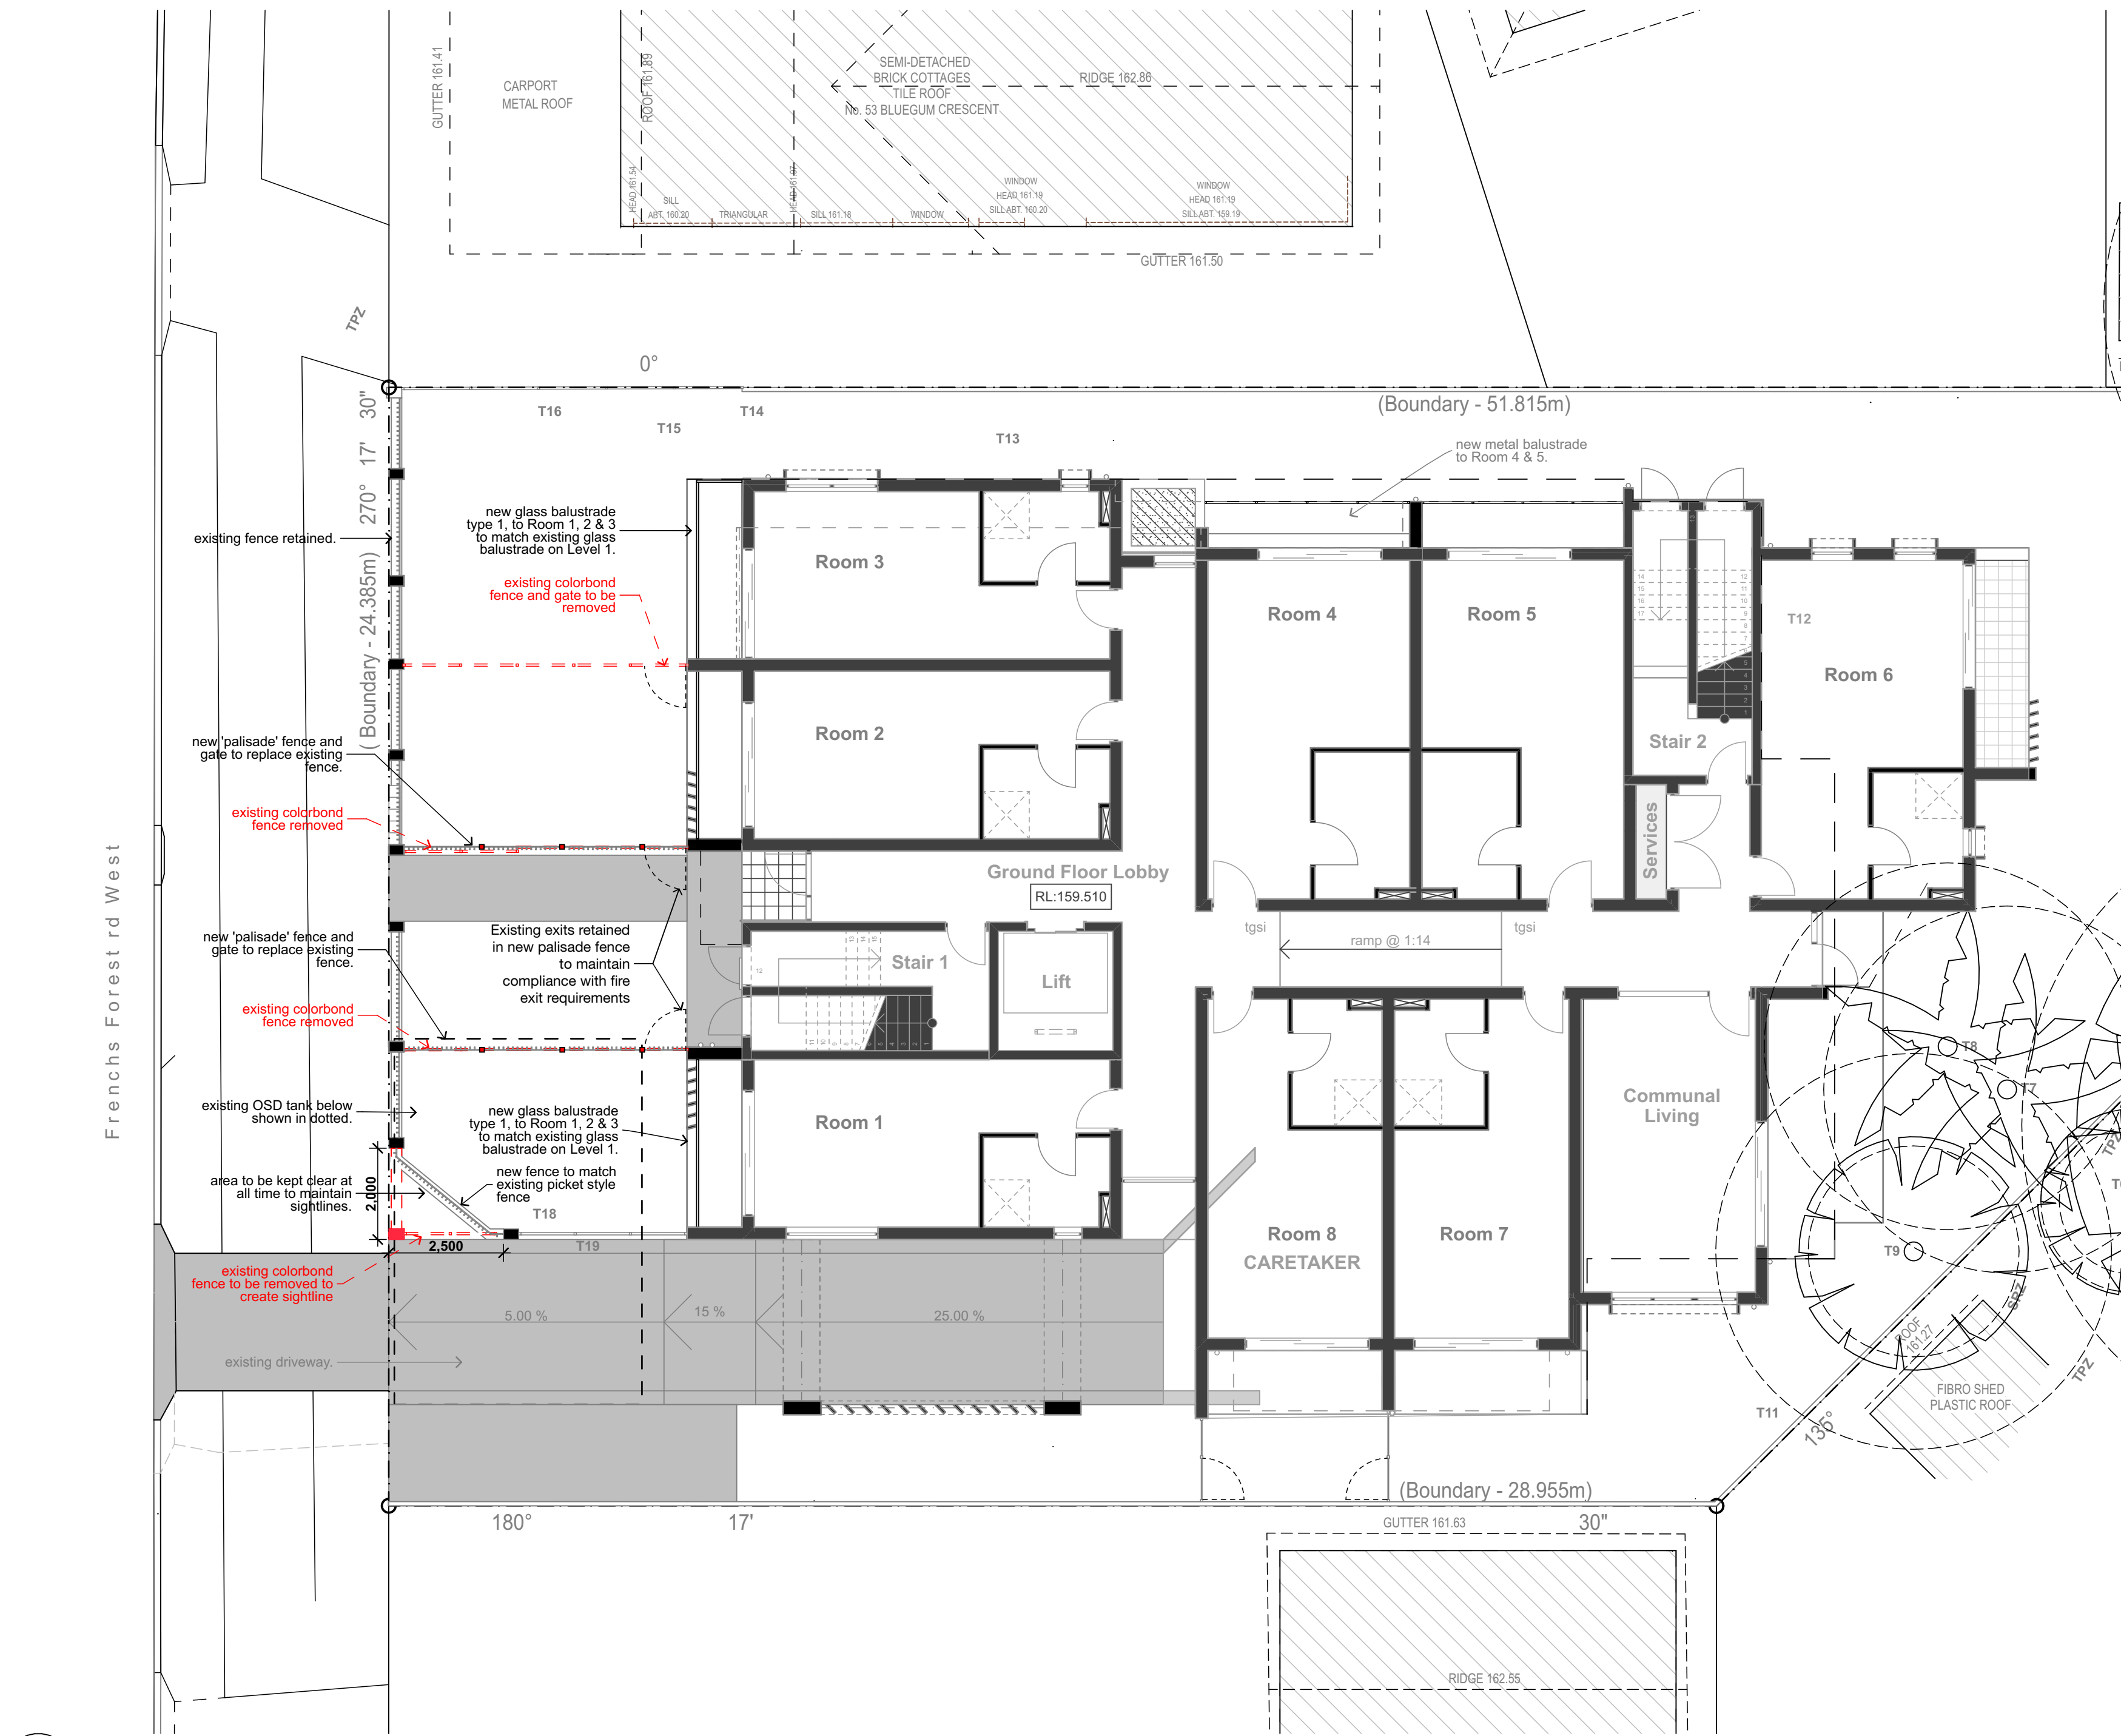 GUTTER 161.41
CARPORT
METAL ROOF
ROOF 161.89
SEMI-DETACHED
BRICK COTTAGES
TILE ROOF
No. 53 BLUEGUM CRESCENT
RIDGE 162.86
HEAD 161.54
SILL
ABT. 160.20
TRIANGULAR
SILL 161.18
WINDOW
WINDOW
HEAD 161.19
SILL ABT. 160.20
WINDOW
HEAD 161.19
SILL ABT. 159.19
GUTTER 161.50
TPZ
0°
(Boundary - 51.815m)
T16
T15
T14
T13
( Boundary - 24.385m) 270° 17' 30"
new metal balustrade
to Room 4 & 5.
existing fence retained.
new glass balustrade
type 1, to Room 1, 2 & 3
to match existing glass
balustrade on Level 1.
existing colorbond
fence and gate to be
removed
Room 3
Room 4
Room 5
T12
Room 6
Room 2
Stair 2
Services
new 'palisade' fence and
gate to replace existing
fence.
existing colorbond
fence removed
Ground Floor Lobby
RL:159.510
Frenchs Forest rd West
new 'palisade' fence and
gate to replace existing
fence.
Existing exits retained
in new palisade fence
to maintain
compliance with fire
exit requirements
existing colorbond
fence removed
Stair 1
Lift
tgsi
ramp @ 1:14
tgsi
T8
T7
existing OSD tank below
shown in dotted.
new glass balustrade
type 1, to Room 1, 2 & 3
to match existing glass
balustrade on Level 1.
Room 1
Communal
Living
TPZ
area to be kept clear at
all time to maintain
sightlines.
2,000
new fence to match
existing picket style
fence
T18
T19
2,500
Room 8
CARETAKER
Room 7
T9
SRZ
existing colorbond
fence to be removed to
create sightline
5.00 %
15 %
25.00 %
existing driveway.
ROOF
161.27
TPZ
FIBRO SHED
PLASTIC ROOF
T11
135°
(Boundary - 28.955m)
180°
17'
30"
GUTTER 161.63
RIDGE 162.55